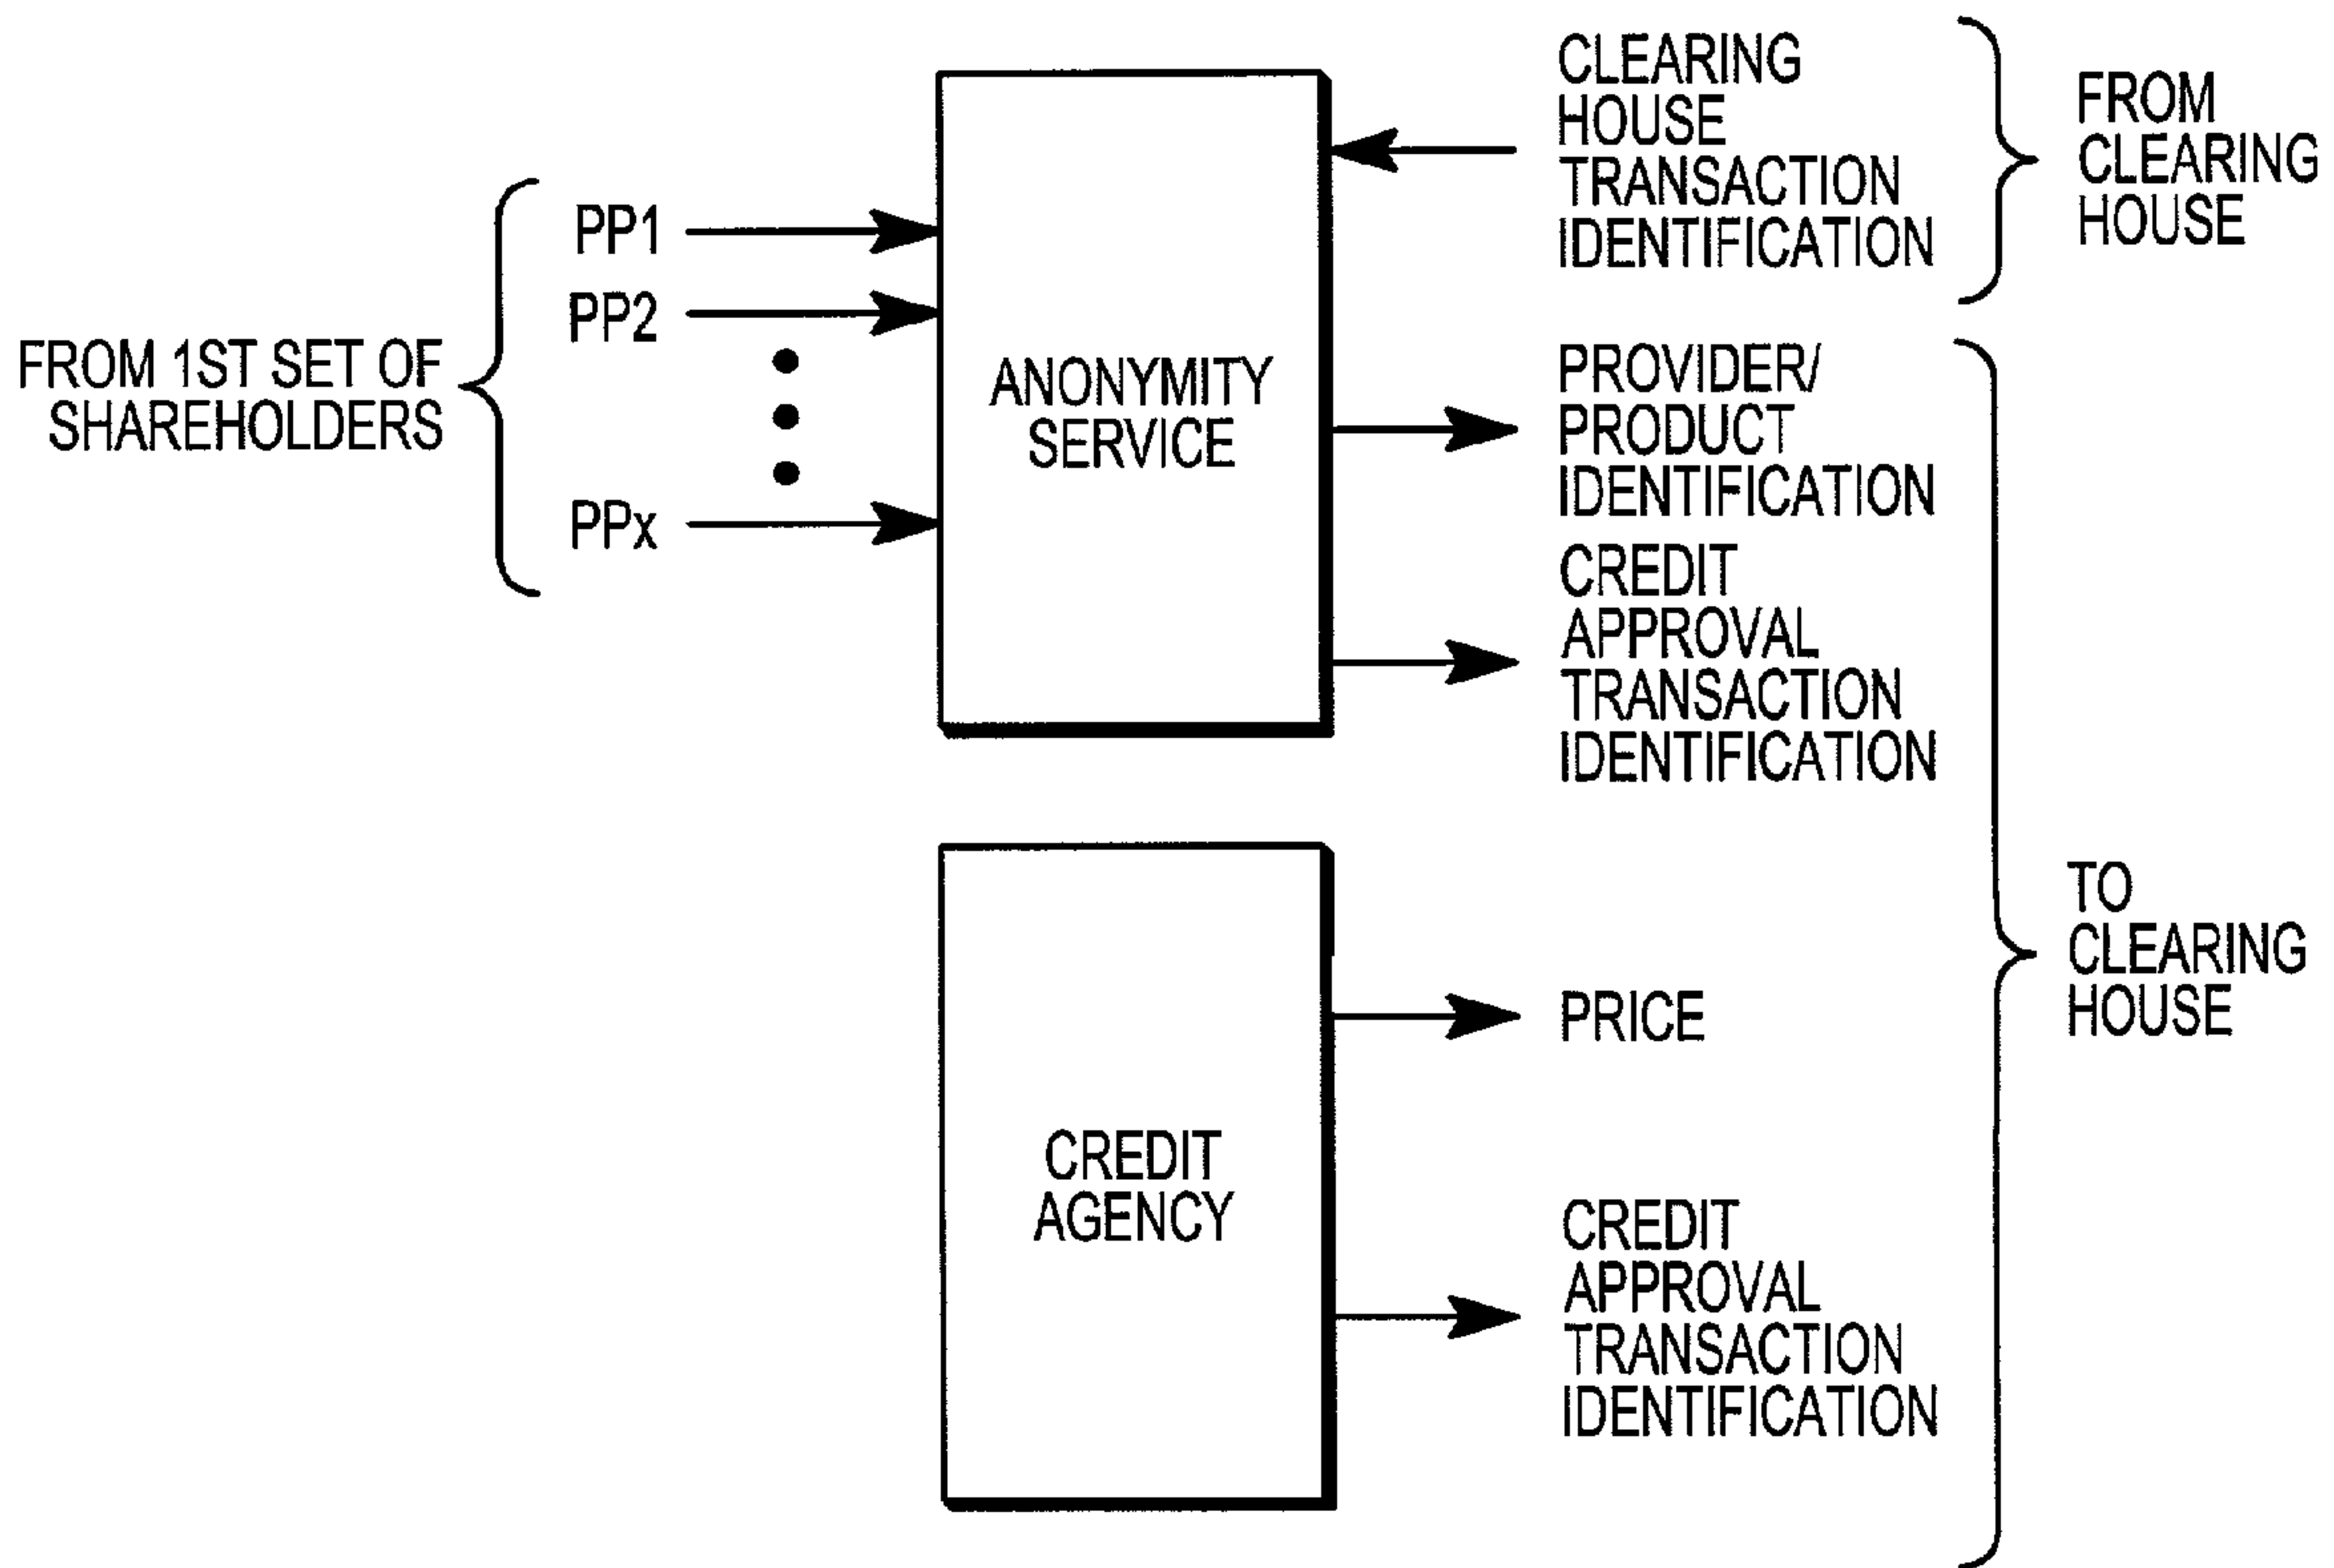 FROM 1ST SET OF
SHAREHOLDERS
PP1
PP2
PPx
ANONYMITY
SERVICE
CLEARING
HOUSE
TRANSACTION
IDENTIFICATION
FROM
CLEARING
HOUSE
PROVIDER/
PRODUCT
IDENTIFICATION
CREDIT
APPROVAL
TRANSACTION
IDENTIFICATION
CREDIT
AGENCY
PRICE
CREDIT
APPROVAL
TRANSACTION
IDENTIFICATION
TO
CLEARING
HOUSE